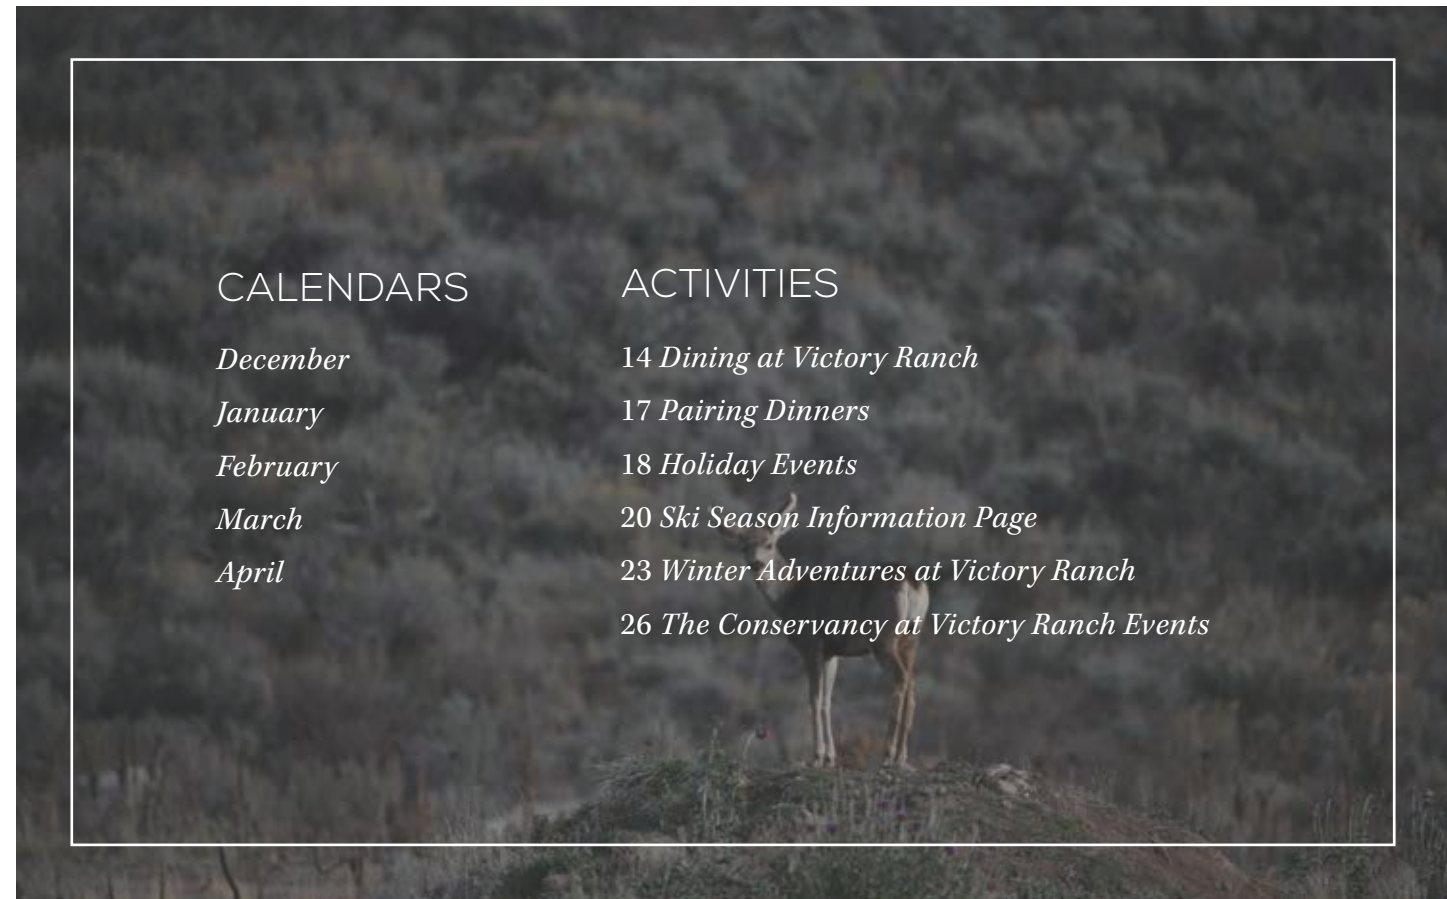 CALENDARS
December
January
February
March
April
ACTIVITIES
14 Dining at Victory Ranch
17 Pairing Dinners
18 Holiday Events
20 Ski Season Information Page
23 Winter Adventures at Victory Ranch
26 The Conservancy at Victory Ranch Events